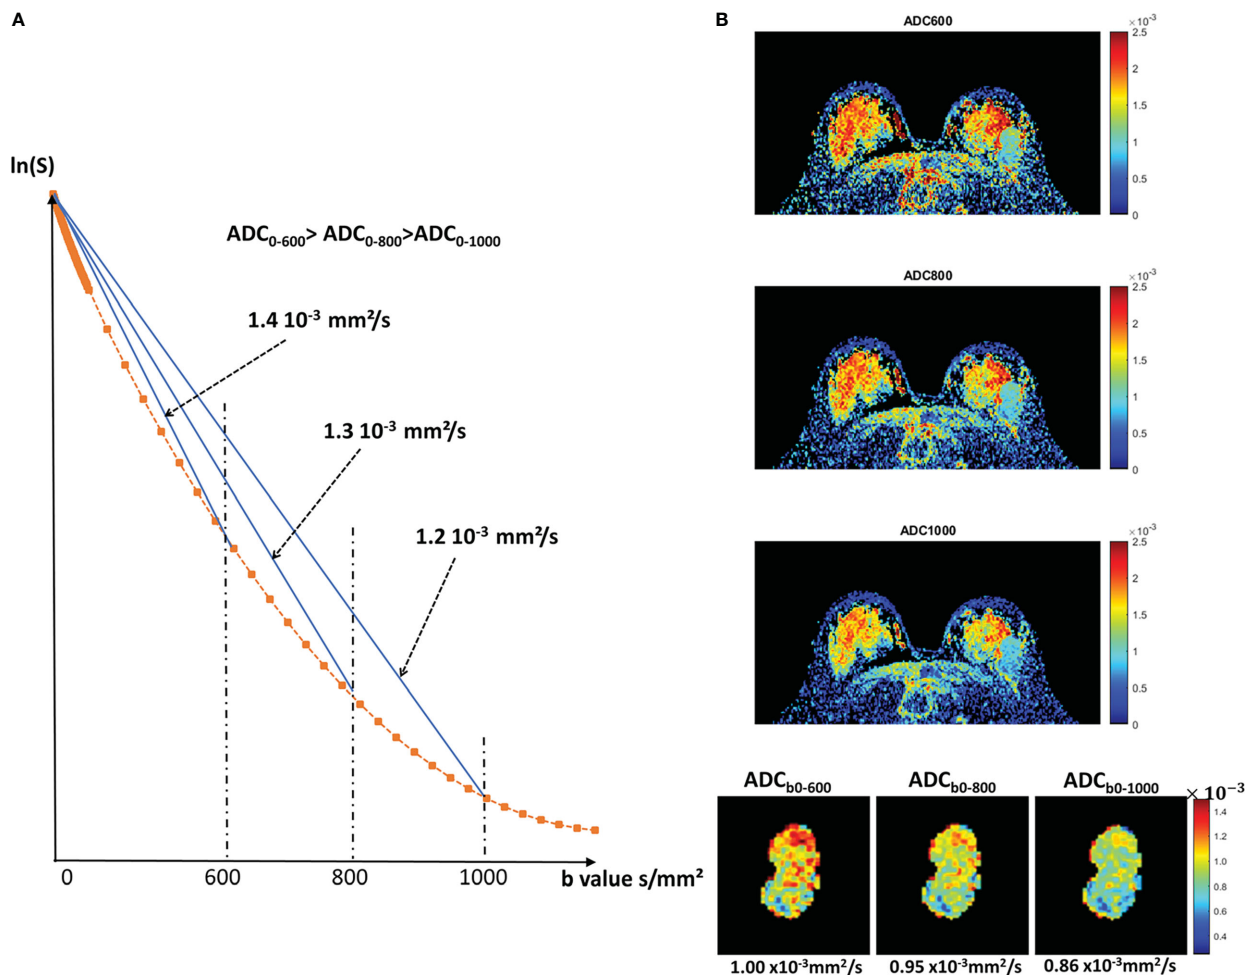 A
ln(S)
ADC₀₋₆₀₀> ADC₀₋₈₀₀>ADC₀₋₁₀₀₀
1.4 10⁻³ mm²/s
1.3 10⁻³ mm²/s
1.2 10⁻³ mm²/s
0
600
800
1000
b value s/mm²
B
ADC600
×10⁻³
2.5
2
1.5
1
0.5
0
ADC800
×10⁻³
2.5
2
1.5
1
0.5
0
ADC1000
×10⁻³
2.5
2
1.5
1
0.5
0
ADC_b0-600
ADC_b0-800
ADC_b0-1000
× 10⁻³
1.4
1.2
1
0.8
0.6
0.4
1.00 x10⁻³mm²/s
0.95 x10⁻³mm²/s
0.86 x10⁻³mm²/s